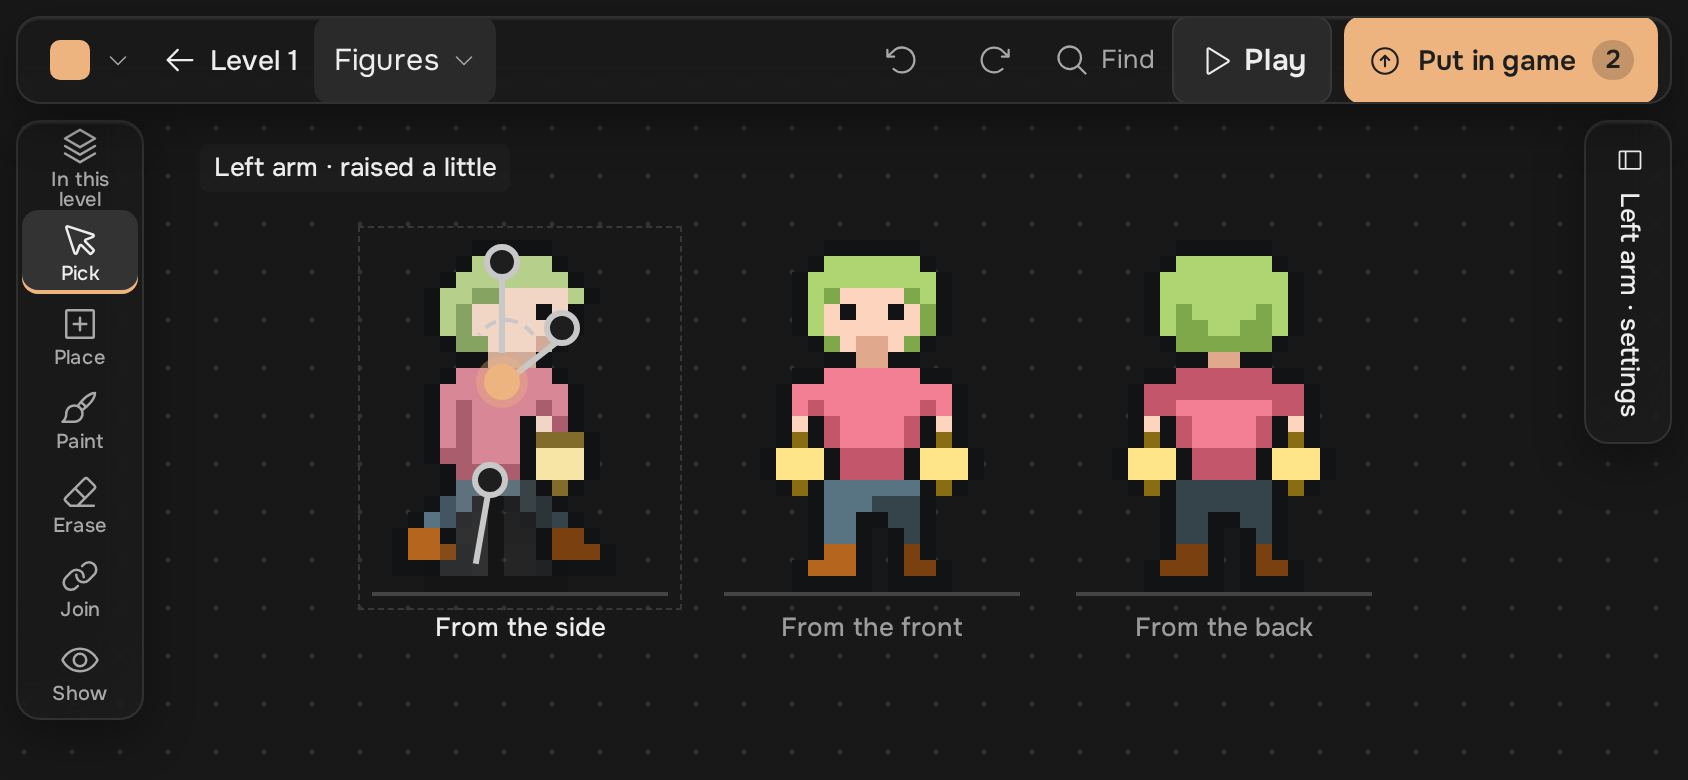 Level 1
Figures
Find
Play
Put in game
2
In this
level
Pick
Place
Paint
Erase
Join
Show
Left arm · raised a little
From the side
From the front
From the back
Left arm · settings